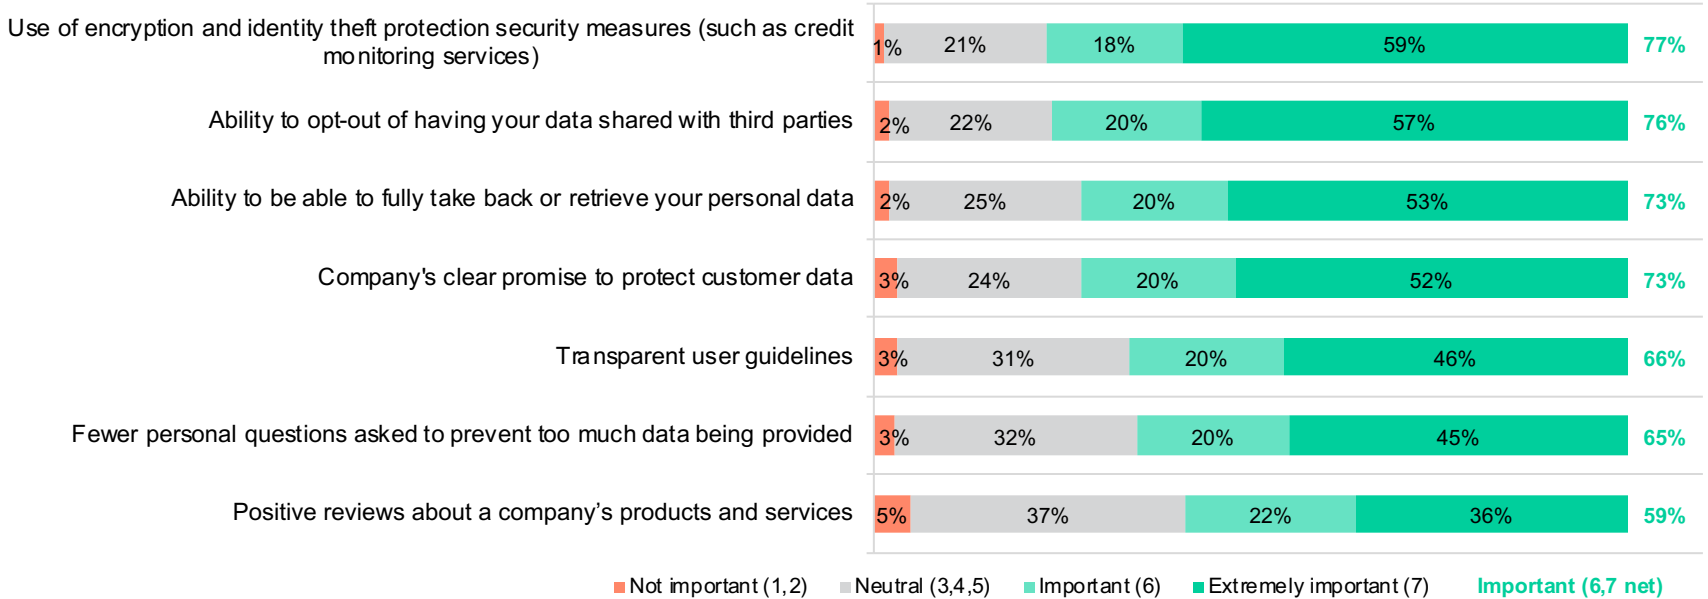 Use of encryption and identity theft protection security measures (such as credit
monitoring services)
1% 21% 18% 59% 77%
Ability to opt-out of having your data shared with third parties
2% 22% 20% 57% 76%
Ability to be able to fully take back or retrieve your personal data
2% 25% 20% 53% 73%
Company's clear promise to protect customer data
3% 24% 20% 52% 73%
Transparent user guidelines
3% 31% 20% 46% 66%
Fewer personal questions asked to prevent too much data being provided
3% 32% 20% 45% 65%
Positive reviews about a company’s products and services
5% 37% 22% 36% 59%
Not important (1,2) Neutral (3,4,5) Important (6) Extremely important (7) Important (6,7 net)